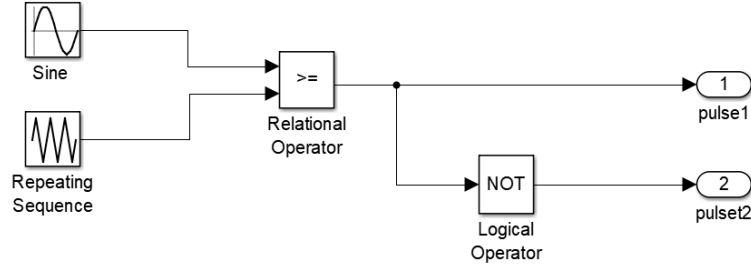 Sine
>=
1
Relational
Operator
pulse1
Repeating
Sequence
NOT
2
Logical
Operator
pulset2